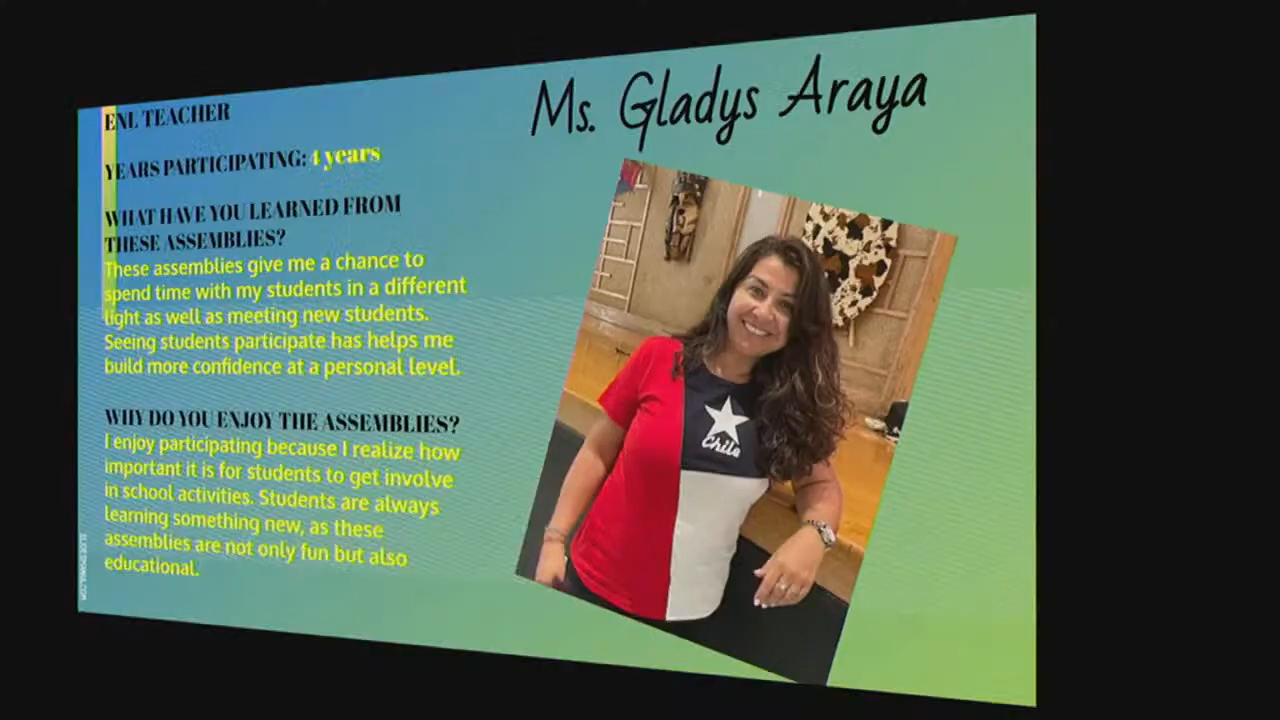 Ms. Gladys Araya
ENL TEACHER
YEARS PARTICIPATING: 4 years
WHAT HAVE YOU LEARNED FROM
THESE ASSEMBLIES?
These assemblies give me a chance to
spend time with my students in a different
light as well as meeting new students.
Seeing students participate has helps me
build more confidence at a personal level.
WHY DO YOU ENJOY THE ASSEMBLIES?
I enjoy participating because I realize how
important it is for students to get involve
in school activities. Students are always
learning something new, as these
assemblies are not only fun but also
educational.
Chile